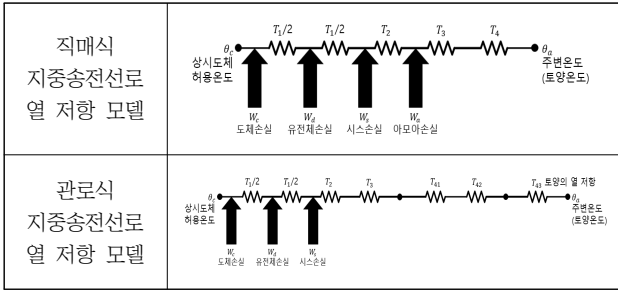 직매식
지중송전선로
열 저항 모델
T₁/2 T₁/2 T₂ T₃ T₄
θc θa
상시도체
허용온도
주변온도
(토양온도)
Wc Wd Ws Wa
도체손실 유전체손실 시스손실 아모아손실
관로식
지중송전선로
열 저항 모델
T₁/2 T₁/2 T₂ T₃ T₄₁ T₄₂ T₄₃ 토양의 열 저항
θc θa
상시도체
허용온도
주변온도
(토양온도)
Wc Wd Ws
도체손실 유전체손실 시스손실